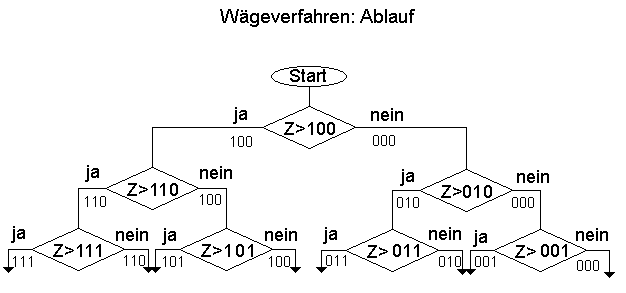 Wägeverfahren: Ablauf
Start
ja nein
Z>100
100 000
ja nein ja nein
Z>110 Z>010
110 100 010 000
ja nein ja nein ja nein ja nein
Z>111 Z>101 Z>011 Z>001
111 110 101 100 011 010 001 000